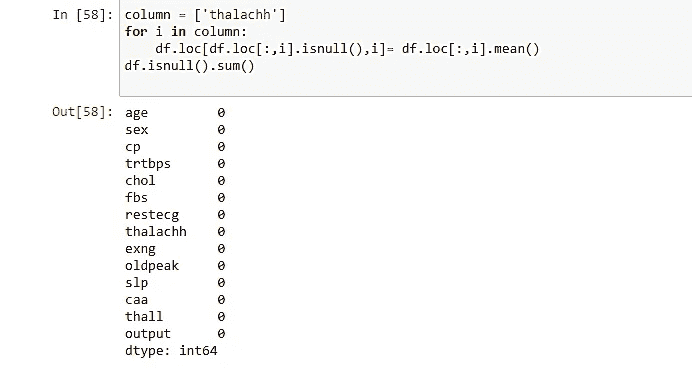 In [58]: column = ['thalachh']
for i in column:
    df.loc[df.loc[:,i].isnull(),i]= df.loc[:,i].mean()
df.isnull().sum()
Out[58]: age 0
sex 0
cp 0
trtbps 0
chol 0
fbs 0
restecg 0
thalachh 0
exng 0
oldpeak 0
slp 0
caa 0
thall 0
output 0
dtype: int64